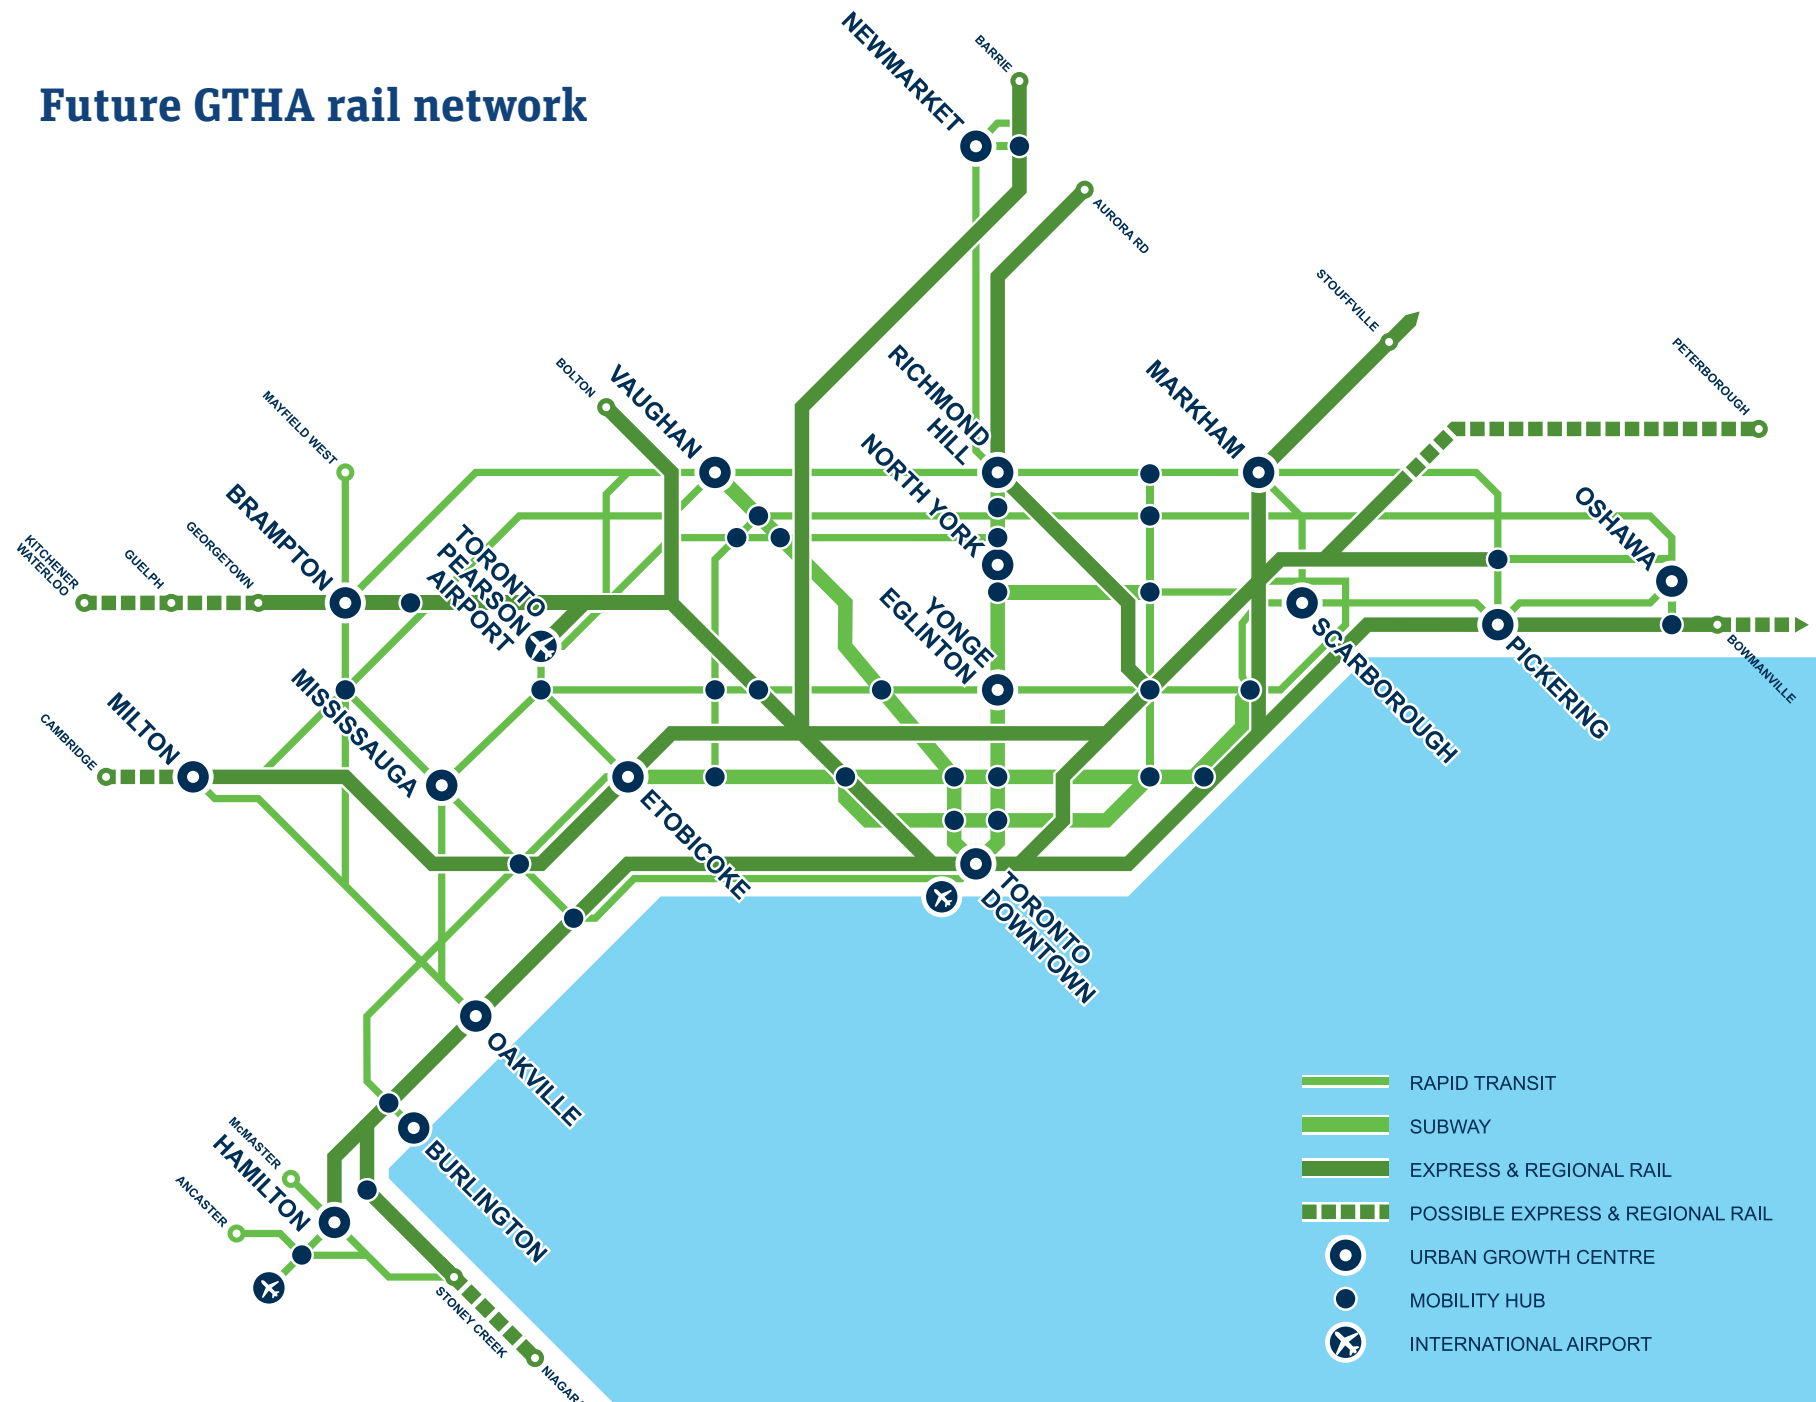 Future GTHA rail network
NEWMARKET
BARRIE
AURORA RD
STOUFFVILLE
PETERBOROUGH
BOLTON
VAUGHAN
RICHMOND
HILL
MARKHAM
MAYFIELD WEST
NORTH YORK
OSHAWA
BRAMPTON
TORONTO
PEARSON
AIRPORT
KITCHENER
WATERLOO
GUELPH
GEORGETOWN
YONGE
EGLINTON
SCARBOROUGH
PICKERING
BOWMANVILLE
MISSISSAUGA
MILTON
CAMBRIDGE
ETOBICOKE
TORONTO
DOWNTOWN
OAKVILLE
BURLINGTON
McMASTER
HAMILTON
ANCASTER
STONEY CREEK
RAPID TRANSIT
SUBWAY
EXPRESS & REGIONAL RAIL
POSSIBLE EXPRESS & REGIONAL RAIL
URBAN GROWTH CENTRE
MOBILITY HUB
INTERNATIONAL AIRPORT